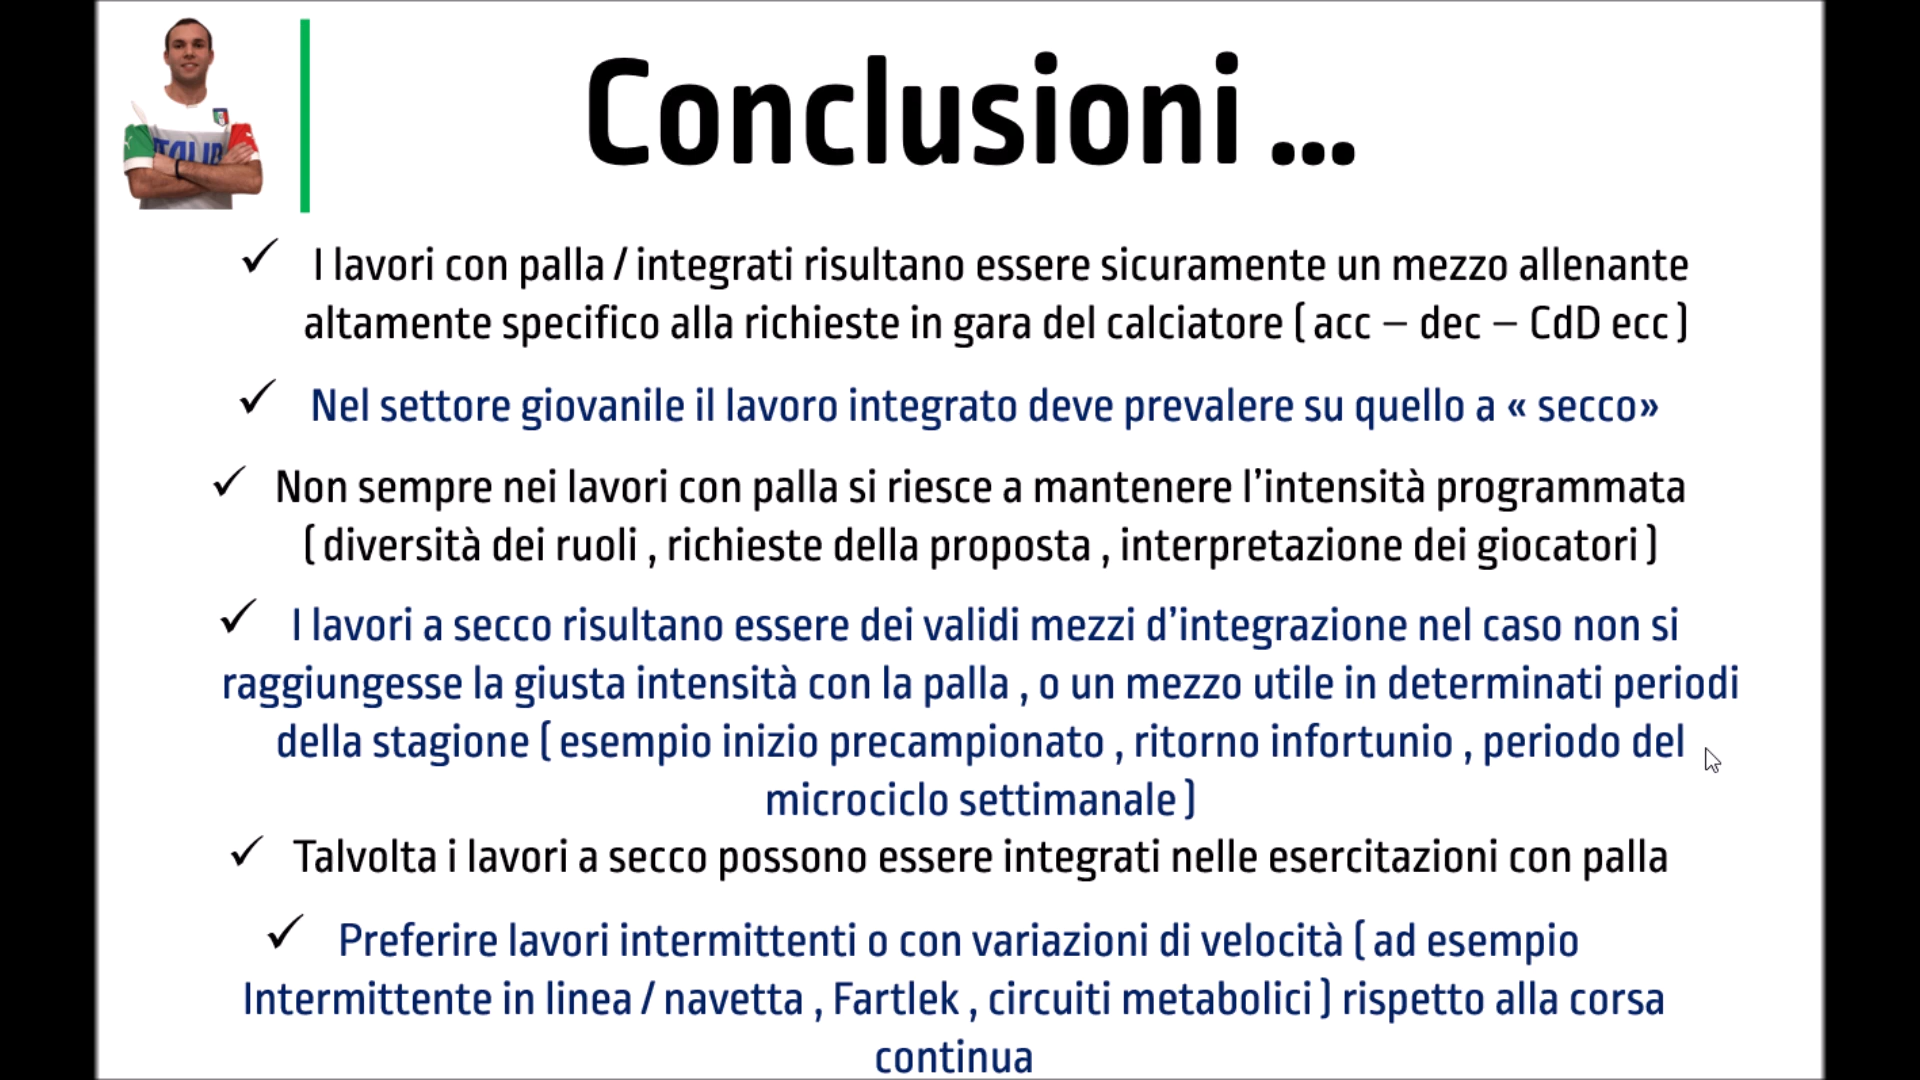 Conclusioni ...
ITALIA
✓ I lavori con palla / integrati risultano essere sicuramente un mezzo allenante
altamente specifico alla richieste in gara del calciatore ( acc – dec – CdD ecc )
✓ Nel settore giovanile il lavoro integrato deve prevalere su quello a « secco»
✓ Non sempre nei lavori con palla si riesce a mantenere l’intensità programmata
( diversità dei ruoli , richieste della proposta , interpretazione dei giocatori )
✓ I lavori a secco risultano essere dei validi mezzi d’integrazione nel caso non si
raggiungesse la giusta intensità con la palla , o un mezzo utile in determinati periodi
della stagione ( esempio inizio precampionato , ritorno infortunio , periodo del
microciclo settimanale )
✓ Talvolta i lavori a secco possono essere integrati nelle esercitazioni con palla
✓ Preferire lavori intermittenti o con variazioni di velocità ( ad esempio
Intermittente in linea / navetta , Fartlek , circuiti metabolici ) rispetto alla corsa
continua